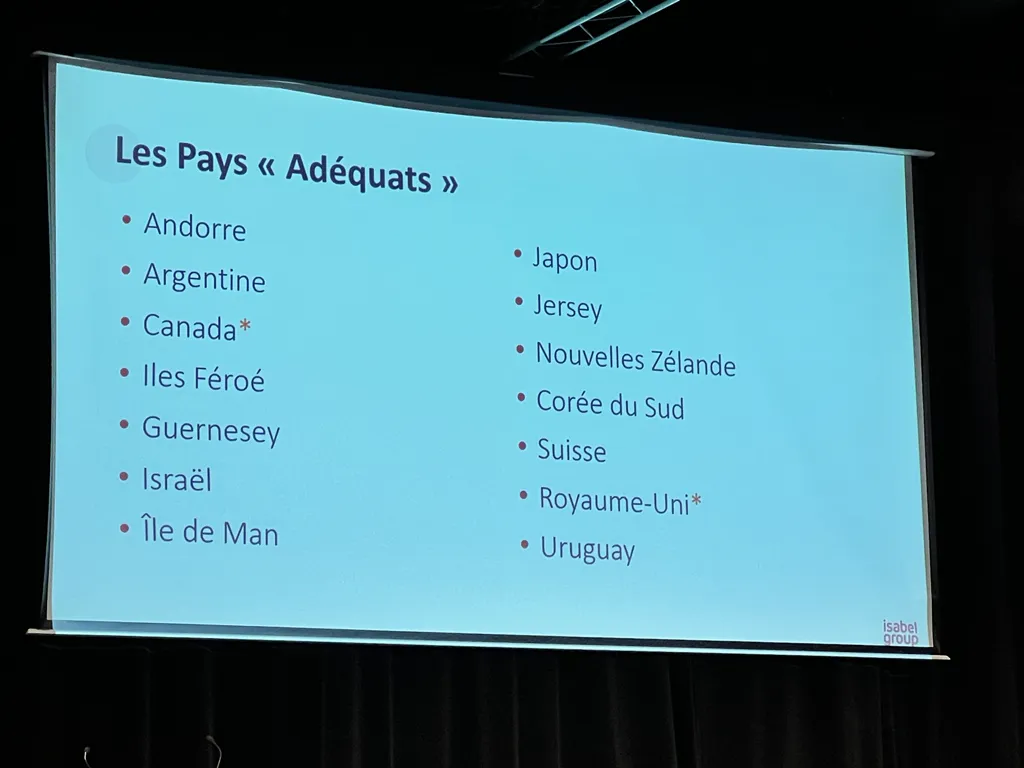 Les Pays « Adéquats »
• Andorre
• Argentine
• Canada*
• Iles Féroé
• Guernesey
• Israël
• Île de Man
• Japon
• Jersey
• Nouvelles Zélande
• Corée du Sud
• Suisse
• Royaume-Uni*
• Uruguay
isabel
group